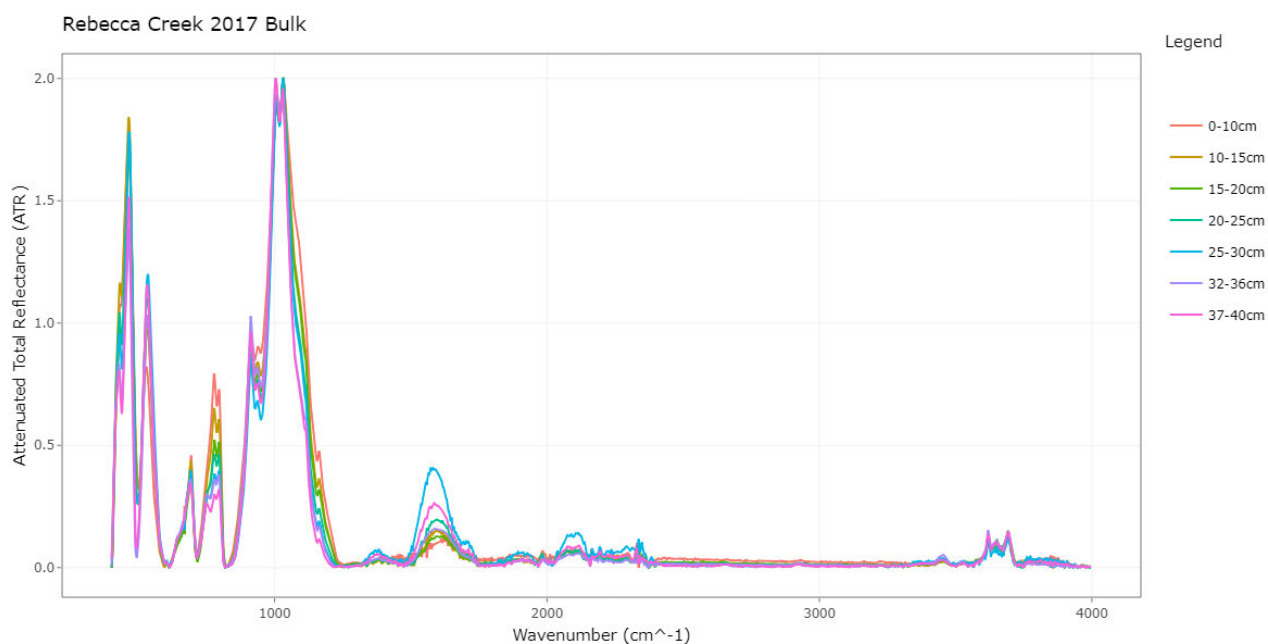 Rebecca Creek 2017 Bulk
Legend
0-10cm
10-15cm
15-20cm
20-25cm
25-30cm
32-36cm
37-40cm
Attenuated Total Reflectance (ATR)
2.0
1.5
1.0
0.5
0.0
1000
2000
3000
4000
Wavenumber (cm^-1)